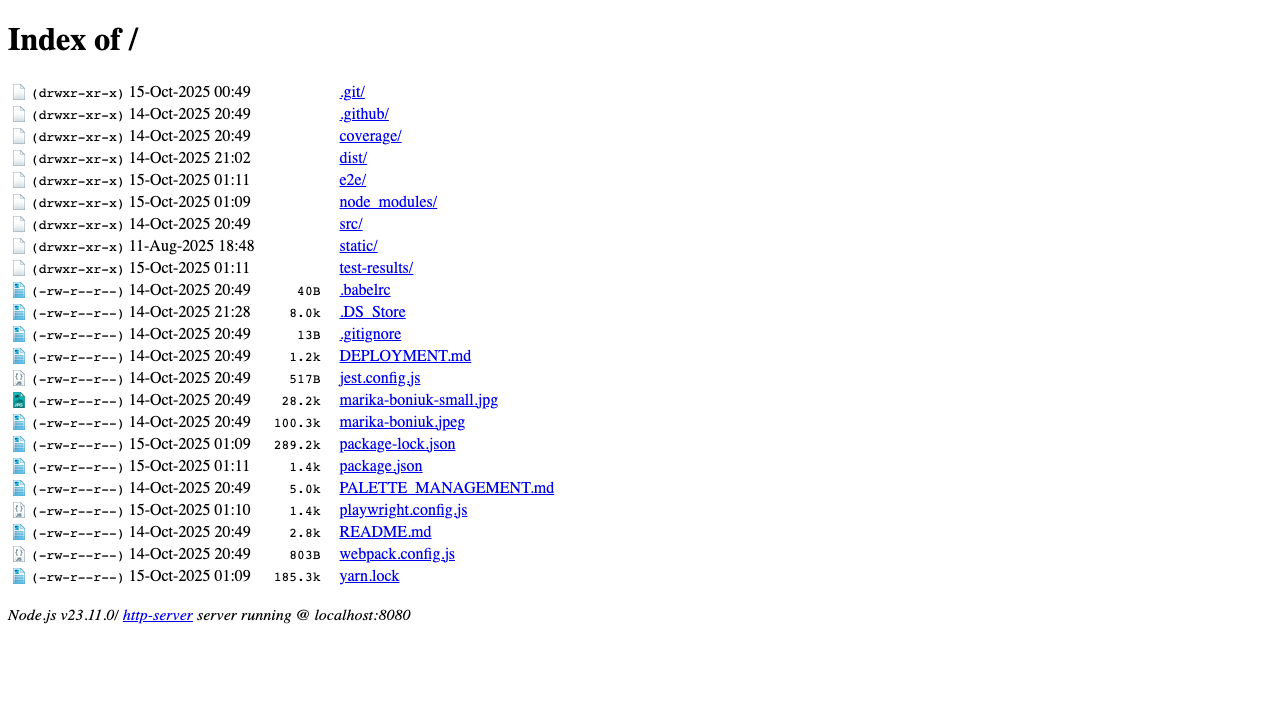 Index of /
(drwxr-xr-x) 15-Oct-2025 00:49 .git/
(drwxr-xr-x) 14-Oct-2025 20:49 .github/
(drwxr-xr-x) 14-Oct-2025 20:49 coverage/
(drwxr-xr-x) 14-Oct-2025 21:02 dist/
(drwxr-xr-x) 15-Oct-2025 01:11 e2e/
(drwxr-xr-x) 15-Oct-2025 01:09 node_modules/
(drwxr-xr-x) 14-Oct-2025 20:49 src/
(drwxr-xr-x) 11-Aug-2025 18:48 static/
(drwxr-xr-x) 15-Oct-2025 01:11 test-results/
(-rw-r--r--) 14-Oct-2025 20:49 40B .babelrc
(-rw-r--r--) 14-Oct-2025 21:28 8.0k .DS_Store
(-rw-r--r--) 14-Oct-2025 20:49 13B .gitignore
(-rw-r--r--) 14-Oct-2025 20:49 1.2k DEPLOYMENT.md
(-rw-r--r--) 14-Oct-2025 20:49 517B jest.config.js
(-rw-r--r--) 14-Oct-2025 20:49 28.2k marika-boniuk-small.jpg
(-rw-r--r--) 14-Oct-2025 20:49 100.3k marika-boniuk.jpeg
(-rw-r--r--) 15-Oct-2025 01:09 289.2k package-lock.json
(-rw-r--r--) 15-Oct-2025 01:11 1.4k package.json
(-rw-r--r--) 14-Oct-2025 20:49 5.0k PALETTE_MANAGEMENT.md
(-rw-r--r--) 15-Oct-2025 01:10 1.4k playwright.config.js
(-rw-r--r--) 14-Oct-2025 20:49 2.8k README.md
(-rw-r--r--) 14-Oct-2025 20:49 803B webpack.config.js
(-rw-r--r--) 15-Oct-2025 01:09 185.3k yarn.lock
Node.js v23.11.0/ http-server server running @ localhost:8080